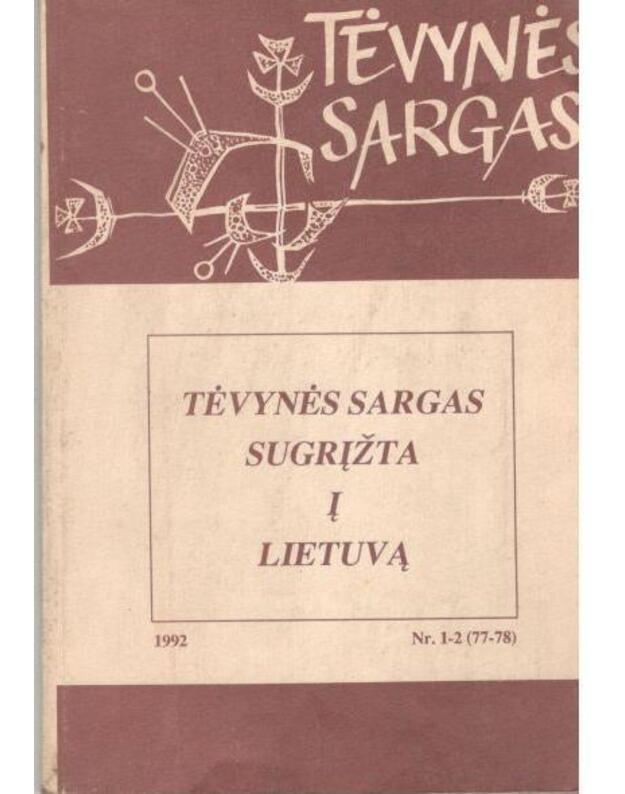 TĖVYNĖS
SARGAS
TĖVYNĖS SARGAS
SUGRĮŽTA
Į
LIETUVĄ
1992 Nr. 1-2 (77-78)